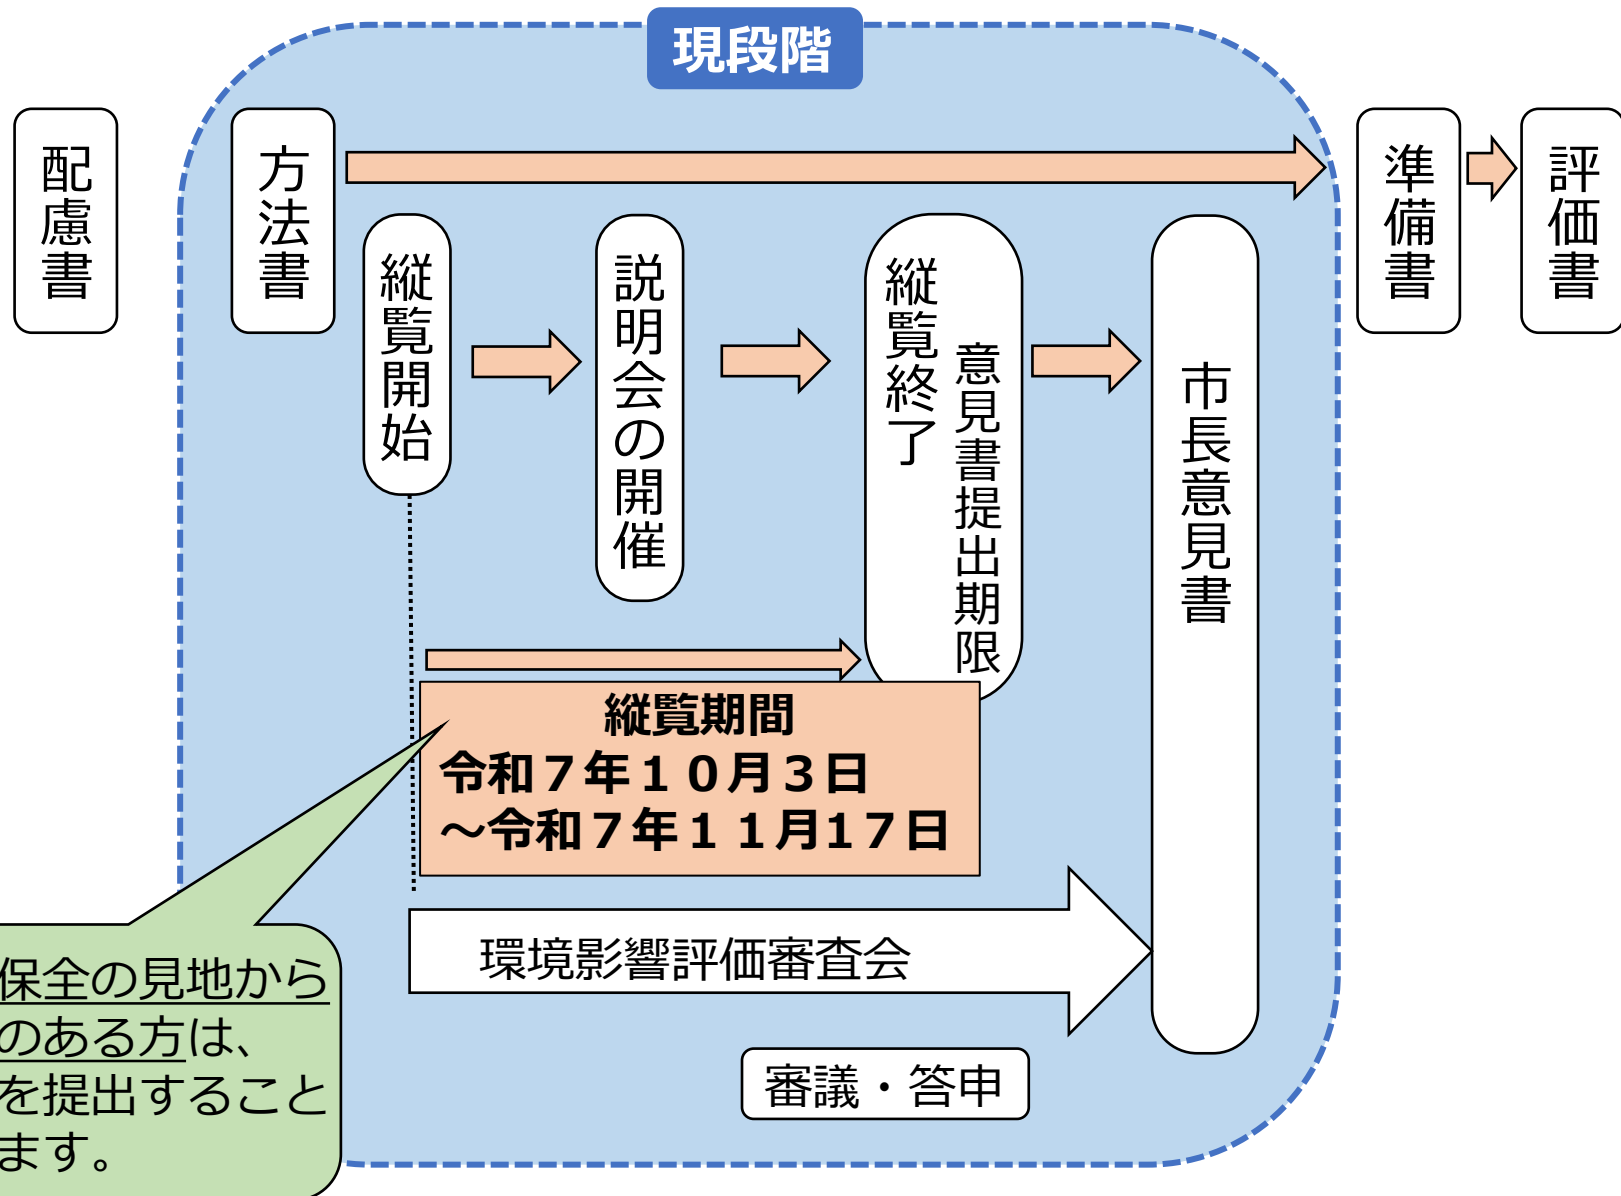 現段階
配慮書
方法書
準備書
評価書
縦覧開始
説明会の開催
縦覧終了
意見書提出期限
市長意見書
縦覧期間
令和７年１０月３日
～令和７年１１月１７日
環境影響評価審査会
審議・答申
保全の見地から
のある方は、
を提出すること
ます。